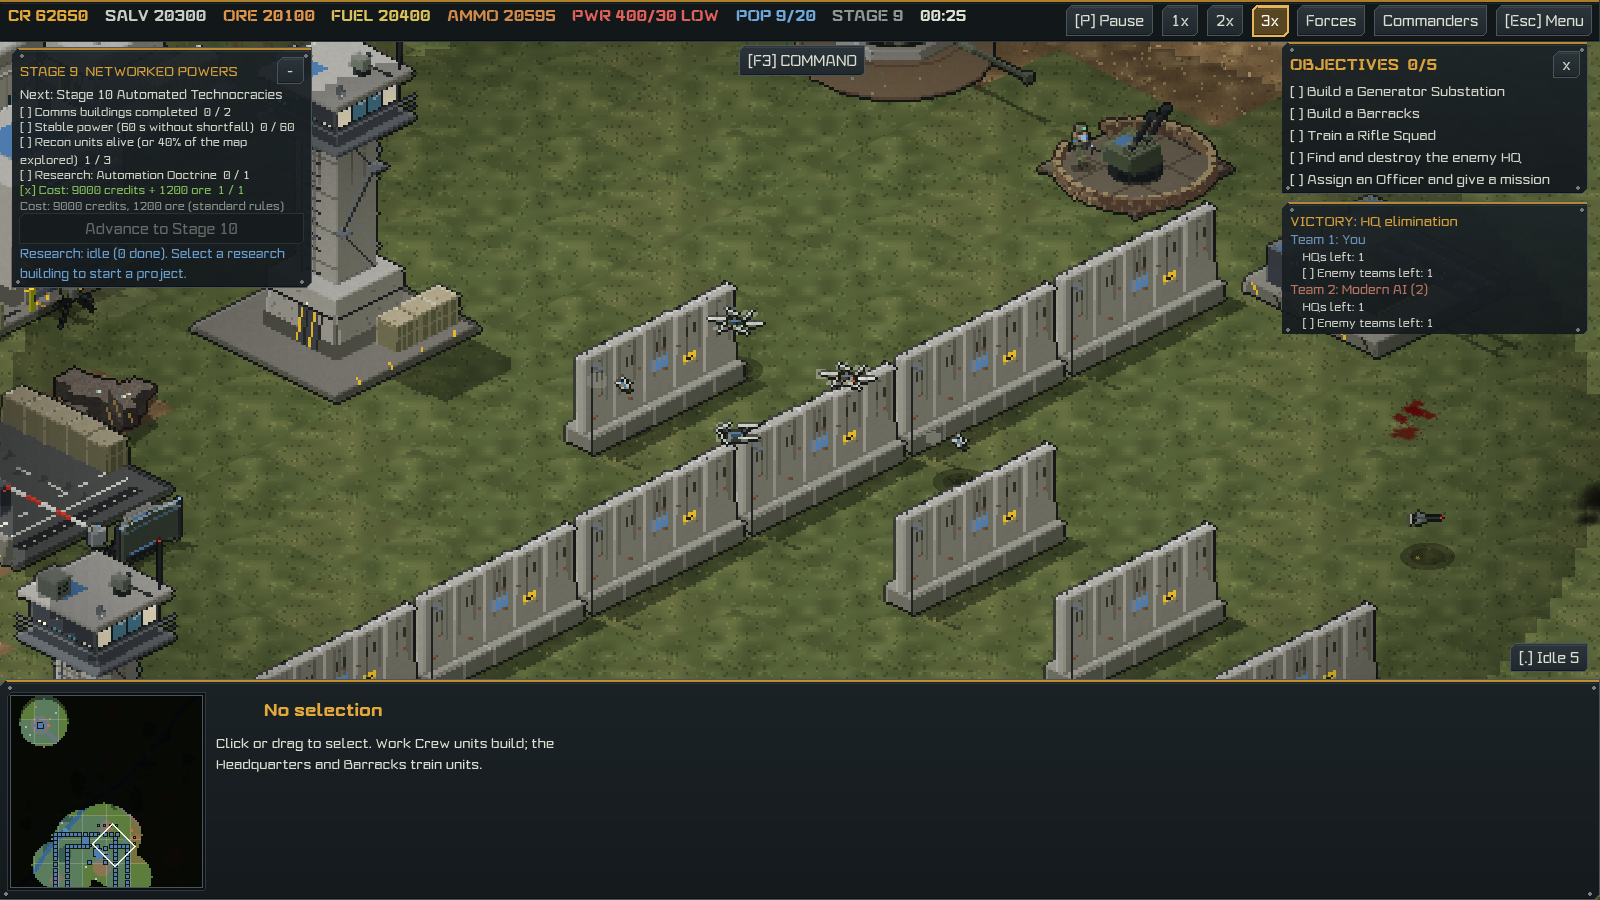 CR 62650 SALV 20300 ORE 20100 FUEL 20400 AMMO 20595 PWR 400/30 LOW POP 9/20 STAGE 9 00:25
[P] Pause 1x 2x 3x Forces Commanders [Esc] Menu
[F3] COMMAND
STAGE 9 NETWORKED POWERS -
Next: Stage 10 Automated Technocracies
[ ] Comms buildings completed 0 / 2
[ ] Stable power (60 s without shortfall) 0 / 60
[ ] Recon units alive (or 40% of the map
explored) 1 / 3
[ ] Research: Automation Doctrine 0 / 1
[x] Cost: 9000 credits + 1200 ore 1 / 1
Cost: 9000 credits, 1200 ore (standard rules)
Advance to Stage 10
Research: idle (0 done). Select a research
building to start a project.
OBJECTIVES 0/5 x
[ ] Build a Generator Substation
[ ] Build a Barracks
[ ] Train a Rifle Squad
[ ] Find and destroy the enemy HQ
[ ] Assign an Officer and give a mission
VICTORY: HQ elimination
Team 1: You
HQs left: 1
[ ] Enemy teams left: 1
Team 2: Modern AI (2)
HQs left: 1
[ ] Enemy teams left: 1
[.] Idle 5
No selection
Click or drag to select. Work Crew units build; the
Headquarters and Barracks train units.